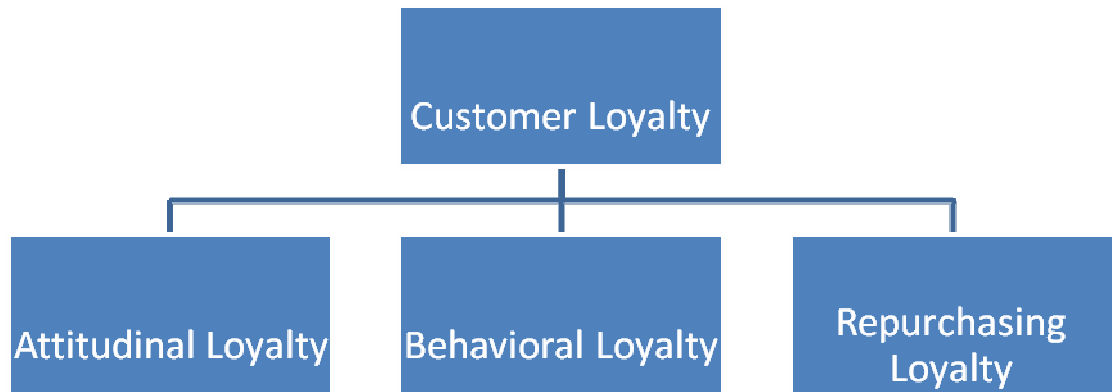 Customer Loyalty
Attitudinal Loyalty
Behavioral Loyalty
Repurchasing
Loyalty